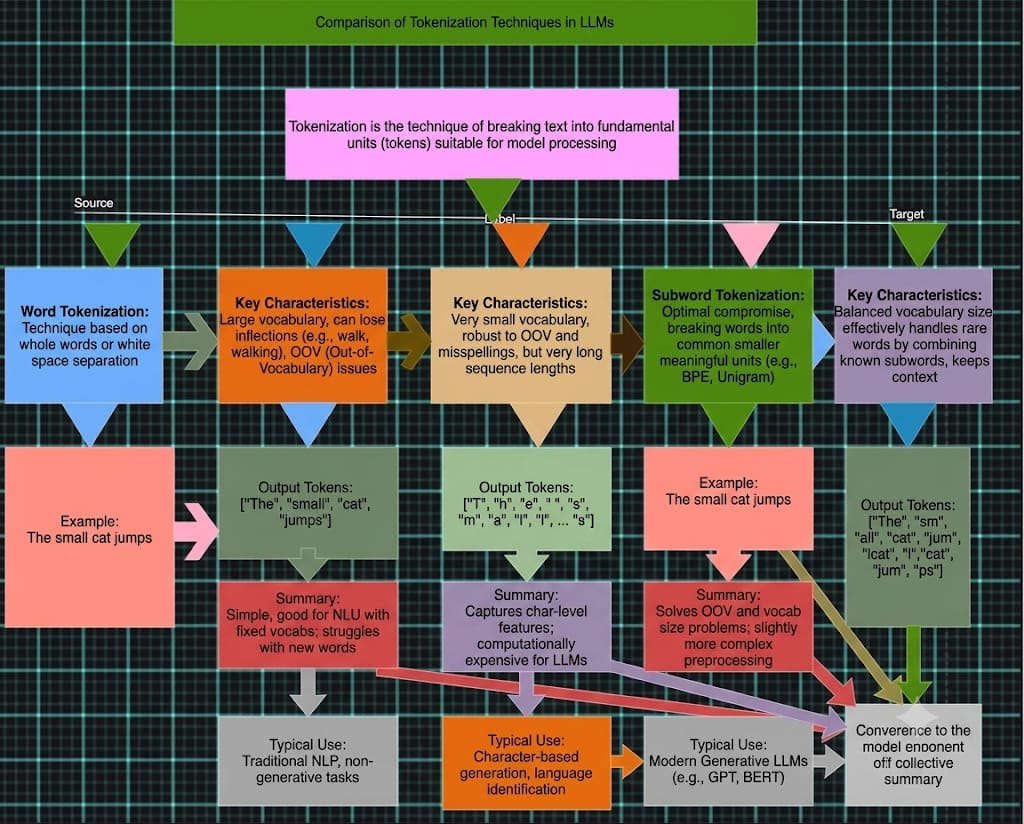 Comparison of Tokenization Techniques in LLMs
Tokenization is the technique of breaking text into fundamental
units (tokens) suitable for model processing
Source
Label
Target
Word Tokenization:
Technique based on
whole words or white
space separation
Key Characteristics:
Large vocabulary, can lose
inflections (e.g., walk,
walking), OOV (Out-of-
Vocabulary) issues
Key Characteristics:
Very small vocabulary,
robust to OOV and
misspellings, but very long
sequence lengths
Subword Tokenization:
Optimal compromise,
breaking words into
common smaller
meaningful units (e.g.,
BPE, Unigram)
Key Characteristics:
Balanced vocabulary size
effectively handles rare
words by combining
known subwords, keeps
context
Example:
The small cat jumps
Output Tokens:
["The", "small", "cat",
"jumps"]
Output Tokens:
["T", "h", "e", " ", "s",
"m", "a", "l", "l", ... "s"]
Example:
The small cat jumps
Output Tokens:
["The", "sm",
"all", "cat", "jum",
"lcat", "l","cat",
"jum", "ps"]
Summary:
Simple, good for NLU with
fixed vocabs; struggles
with new words
Summary:
Captures char-level
features;
computationally
expensive for LLMs
Summary:
Solves OOV and vocab
size problems; slightly
more complex
preprocessing
Typical Use:
Traditional NLP, non-
generative tasks
Typical Use:
Character-based
generation, language
identification
Typical Use:
Modern Generative LLMs
(e.g., GPT, BERT)
Converence to the
model enonent
off collective
summary